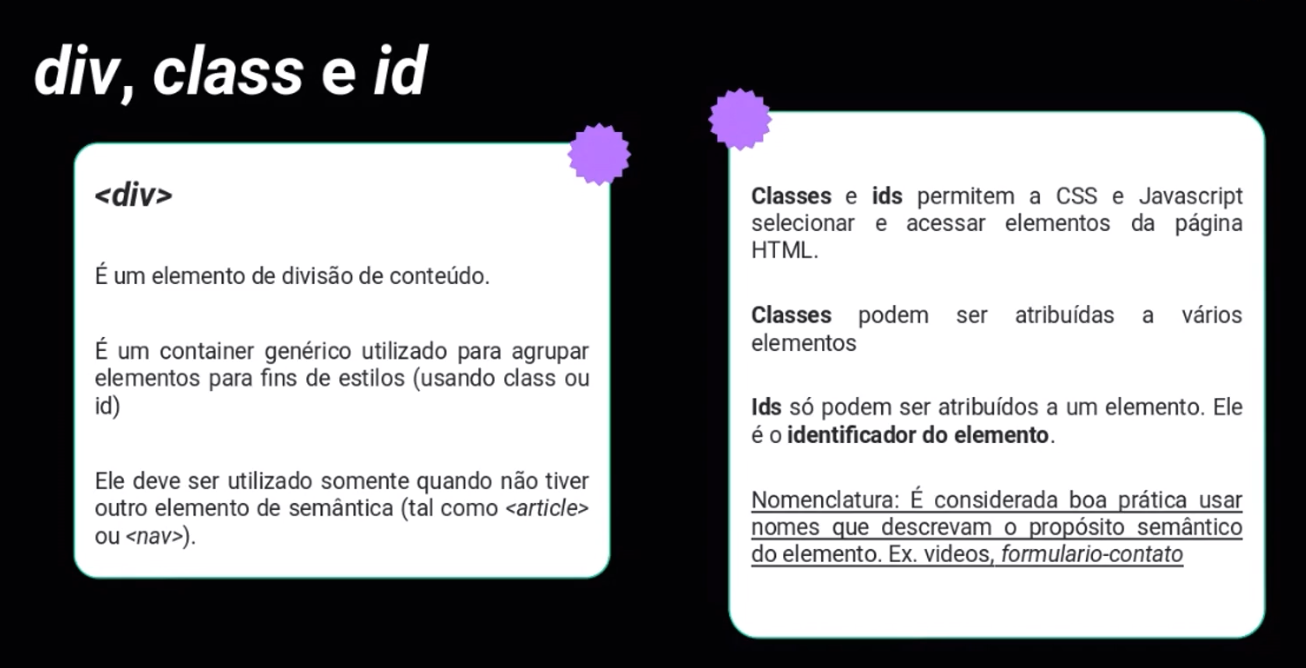 div, class e id
<div>
É um elemento de divisão de conteúdo.
É um container genérico utilizado para agrupar
elementos para fins de estilos (usando class ou
id)
Ele deve ser utilizado somente quando não tiver
outro elemento de semântica (tal como <article>
ou <nav>).
Classes e ids permitem a CSS e Javascript
selecionar e acessar elementos da página
HTML.
Classes podem ser atribuídas a vários
elementos
Ids só podem ser atribuídos a um elemento. Ele
é o identificador do elemento.
Nomenclatura: É considerada boa prática usar
nomes que descrevam o propósito semântico
do elemento. Ex. videos, formulario-contato